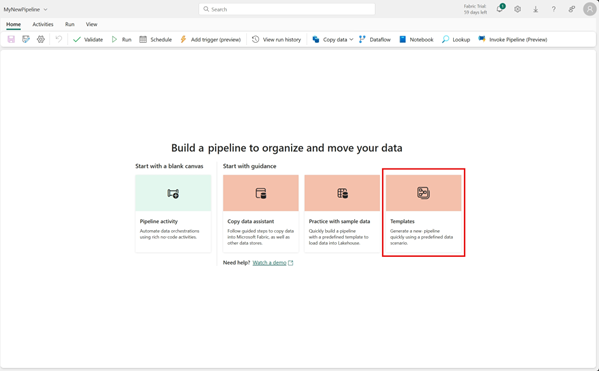 MyNewPipeline
Search
Fabric Trial:
59 days left
1
?
Home Activities Run View
Validate Run Schedule Add trigger (preview) View run history Copy data Dataflow Notebook Lookup Invoke Pipeline (Preview)
Build a pipeline to organize and move your data
Start with a blank canvas
Start with guidance
Pipeline activity
Automate data orchestrations
using rich no-code activities.
Copy data assistant
Follow guided steps to copy data
into Microsoft Fabric, as well as
other data stores.
Practice with sample data
Quickly build a pipeline
with a predefined template to
load data into Lakehouse.
Templates
Generate a new pipeline
quickly using a predefined data
scenario.
Need help? Watch a demo